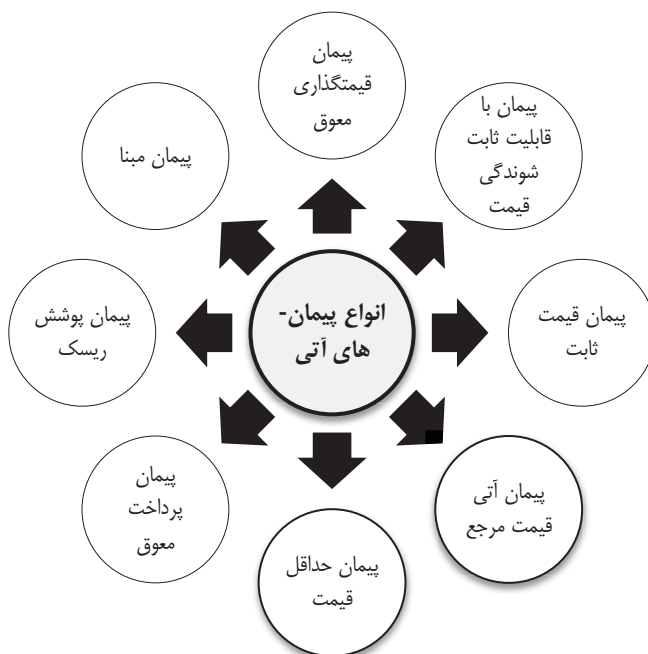 انواع پیمان-
های آتی
پیمان
قیمتگذاری
معوق
پیمان با
قابلیت ثابت
شوندگی
قیمت
پیمان قیمت
ثابت
پیمان آتی
قیمت مرجع
پیمان حداقل
قیمت
پیمان
پرداخت
معوق
پیمان پوشش
ریسک
پیمان مبنا